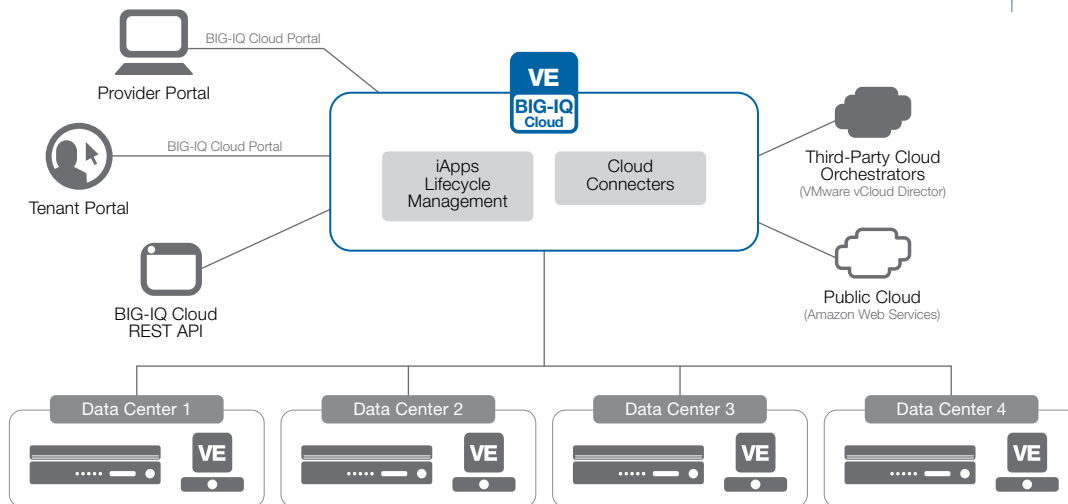 BIG-IQ Cloud Portal
Provider Portal
BIG-IQ Cloud Portal
Tenant Portal
BIG-IQ Cloud
REST API
VE
BIG-IQ
Cloud
iApps
Lifecycle
Management
Cloud
Connecters
Third-Party Cloud
Orchestrators
(VMware vCloud Director)
Public Cloud
(Amazon Web Services)
Data Center 1
VE
Data Center 2
VE
Data Center 3
VE
Data Center 4
VE